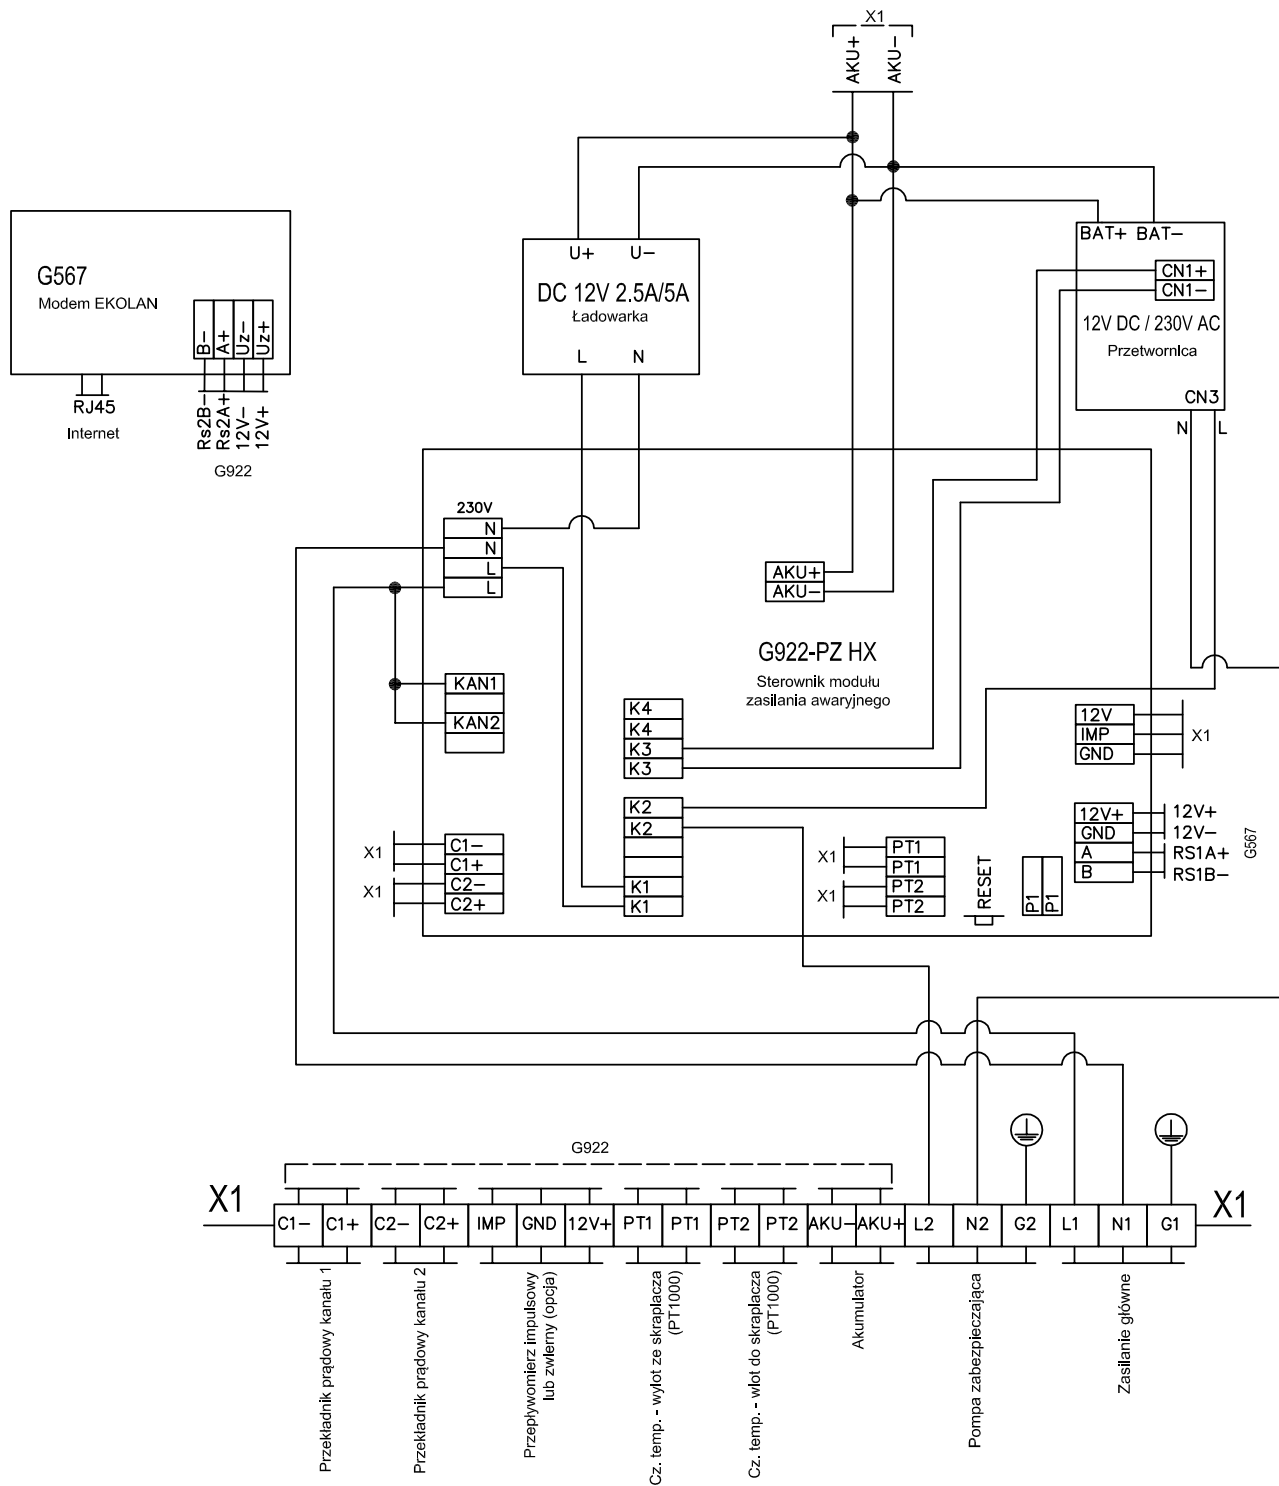 X1
AKU+
AKU-
G567
Modem EKOLAN
B-
A+
Uz-
Uz+
RJ45
Internet
Rs2B-
Rs2A+
12V-
12V+
G922
U+ U-
DC 12V 2.5A/5A
Ładowarka
L N
BAT+ BAT-
CN1+
CN1-
12V DC / 230V AC
Przetwornica
CN3
N L
230V
N
N
L
L
AKU+
AKU-
G922-PZ HX
Sterownik modułu
zasilania awaryjnego
KAN1
KAN2
K4
K4
K3
K3
12V
IMP
GND
X1
K2
K2
K1
K1
X1
C1-
C1+
X1
C2-
C2+
X1
PT1
PT1
X1
PT2
PT2
RESET
P1
P1
12V+
GND
A
B
12V+
12V-
RS1A+
RS1B-
G567
G922
X1
C1- C1+ C2- C2+ IMP GND 12V+ PT1 PT1 PT2 PT2 AKU- AKU+ L2 N2 G2 L1 N1 G1
X1
Przekładnik prądowy kanału 1
Przekładnik prądowy kanału 2
Przepływomierz impulsowy
lub zwierny (opcja)
Cz. temp. - wylot ze skraplacza
(PT1000)
Cz. temp. - wlot do skraplacza
(PT1000)
Akumulator
Pompa zabezpieczająca
Zasilanie główne